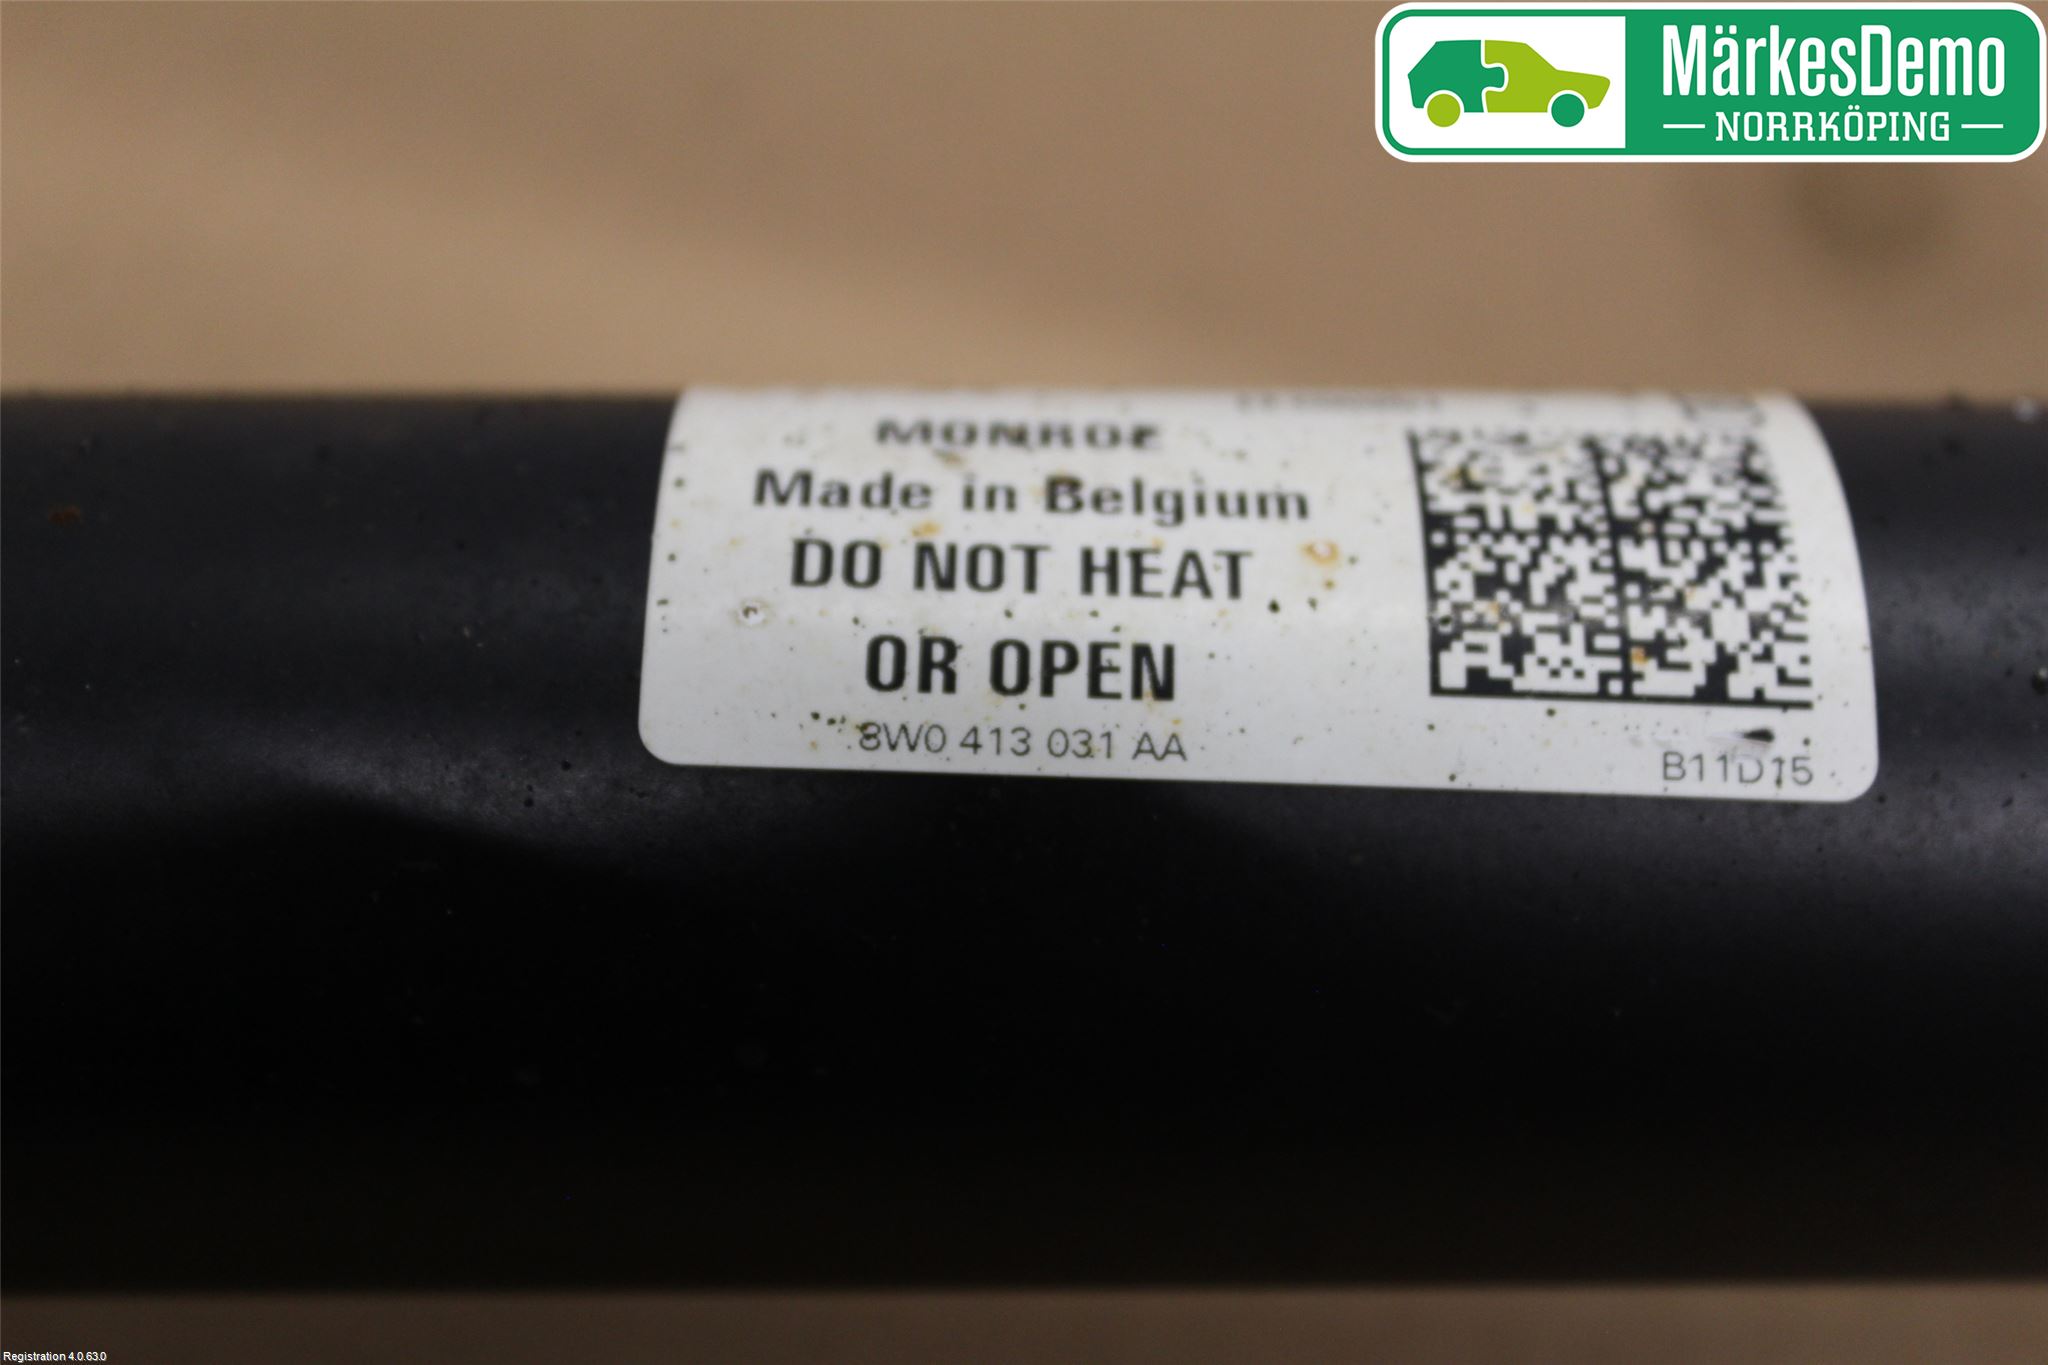 MärkesDemo
NORRKÖPING
MONROE
Made in Belgium
DO NOT HEAT
OR OPEN
8W0 413 031 AA
B11D15
Registration 4.0.63.0